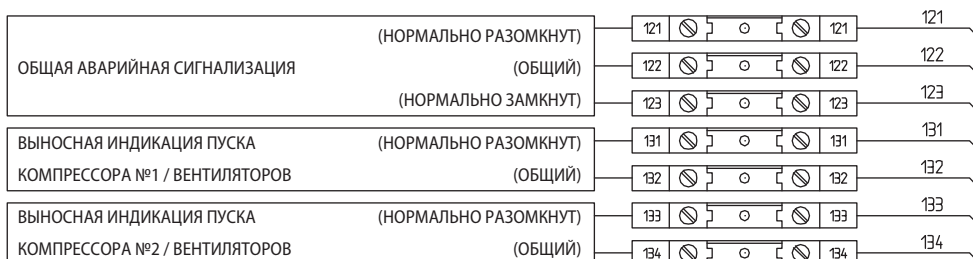 (НОРМАЛЬНО РАЗОМКНУТ) 121 121 121
ОБЩАЯ АВАРИЙНАЯ СИГНАЛИЗАЦИЯ (ОБЩИЙ) 122 122 122
(НОРМАЛЬНО ЗАМКНУТ) 123 123 123
ВЫНОСНАЯ ИНДИКАЦИЯ ПУСКА (НОРМАЛЬНО РАЗОМКНУТ) 131 131 131
КОМПРЕССОРА №1 / ВЕНТИЛЯТОРОВ (ОБЩИЙ) 132 132 132
ВЫНОСНАЯ ИНДИКАЦИЯ ПУСКА (НОРМАЛЬНО РАЗОМКНУТ) 133 133 133
КОМПРЕССОРА №2 / ВЕНТИЛЯТОРОВ (ОБЩИЙ) 134 134 134